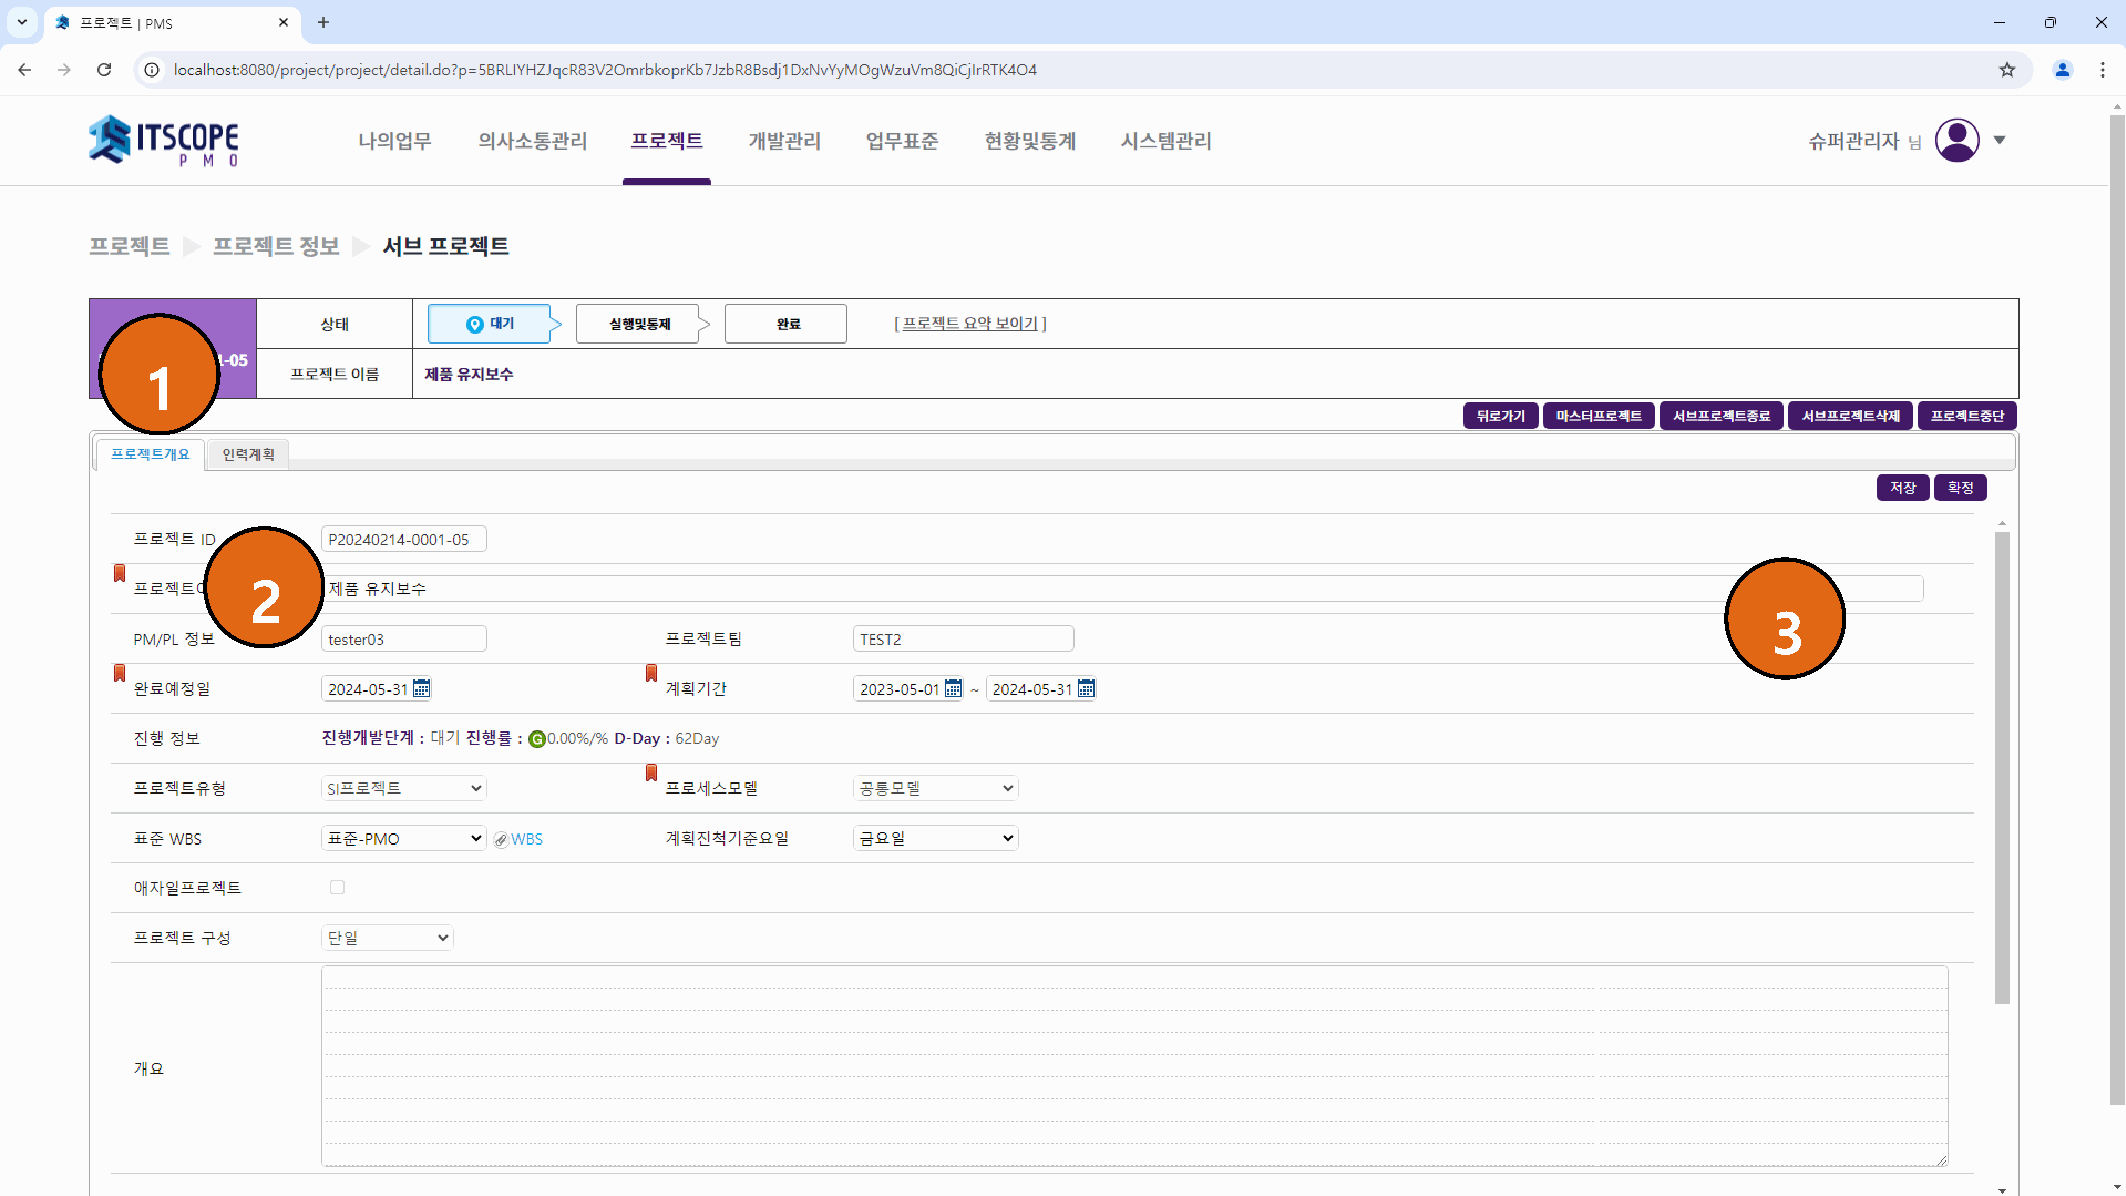 프로젝트 | PMS
localhost:8080/project/project/detail.do?p=5BRLIYHZJqcR83V2OmrbkoprKb7JzbR8Bsdj1DxNvYyMOgWzuVm8QiCjIrRTK4O4
ITSCOPE
PMO
나의업무 의사소통관리 프로젝트 개발관리 업무표준 현황및통계 시스템관리 슈퍼관리자 님
프로젝트 프로젝트 정보 서브 프로젝트
상태 대기 실행및통제 완료 [프로젝트 요약 보이기]
-05
프로젝트 이름 제품 유지보수
1
뒤로가기 마스터프로젝트 서브프로젝트종료 서브프로젝트삭제 프로젝트중단
프로젝트개요 인력계획
저장 확정
프로젝트 ID P20240214-0001-05
프로젝트 제품 유지보수
2
3
PM/PL 정보 tester03 프로젝트팀 TEST2
완료예정일 2024-05-31 계획기간 2023-05-01 ~ 2024-05-31
진행 정보 진행개발단계 : 대기 진행률 : G 0.00%/% D-Day : 62Day
프로젝트유형 SI프로젝트 프로세스모델 공통모델
표준 WBS 표준-PMO WBS 계획진척기준요일 금요일
애자일프로젝트
프로젝트 구성 단일
개요